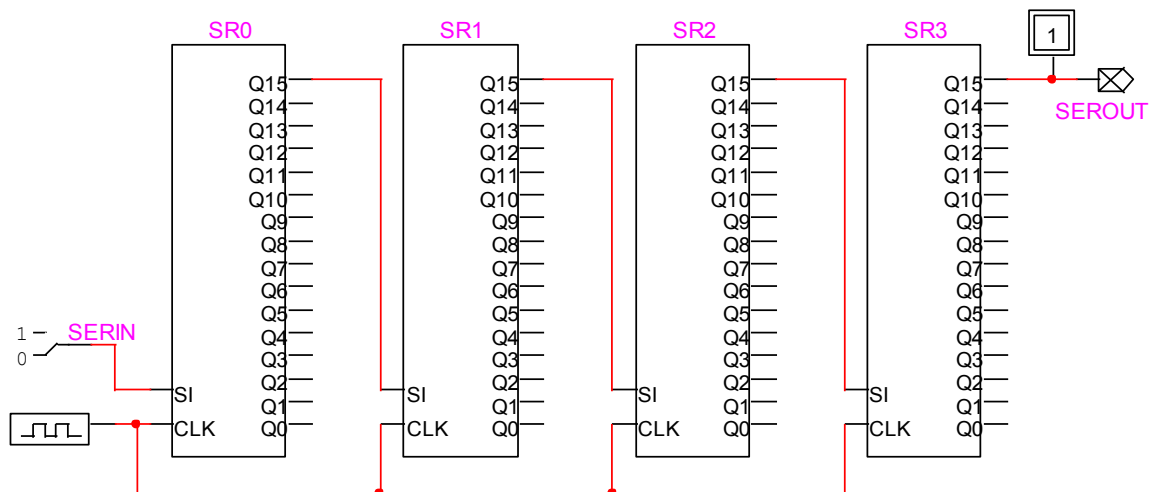 SR0 SR1 SR2 SR3
1
Q15 Q15 Q15 Q15
Q14 Q14 Q14 Q14
SEROUT
Q13 Q13 Q13 Q13
Q12 Q12 Q12 Q12
Q11 Q11 Q11 Q11
Q10 Q10 Q10 Q10
Q9 Q9 Q9 Q9
Q8 Q8 Q8 Q8
Q7 Q7 Q7 Q7
Q6 Q6 Q6 Q6
Q5 Q5 Q5 Q5
1 SERIN Q4 Q4 Q4 Q4
0 Q3 Q3 Q3 Q3
Q2 Q2 Q2 Q2
SI SI SI SI
Q1 Q1 Q1 Q1
CLK Q0 CLK Q0 CLK Q0 CLK Q0